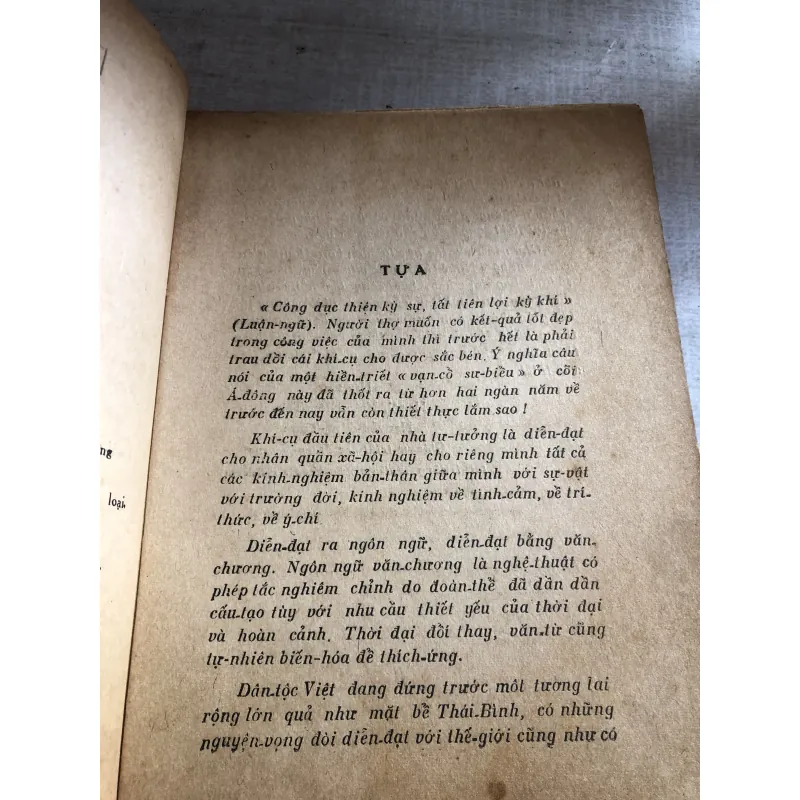 ng
loại
TỰA
« Công dục thiện kỳ sự, tất tiên lợi kỳ khí »
(Luận-ngữ). Người thợ muốn có kết-quả tốt đẹp
trong công việc của mình thì trước hết là phải
trau dồi cái khí-cụ cho được sắc bén. Ý nghĩa câu
nói của một hiền-triết « vạn-cổ sư-biểu » ở cõi
Á-đông này đã thốt ra từ hơn hai ngàn năm về
trước đến nay vẫn còn thiết thực lắm sao !
Khí-cụ đầu tiên của nhà tư-tưởng là diễn-đạt
cho nhân quần xã-hội hay cho riêng mình tất cả
các kinh-nghiệm bản-thân giữa mình với sự-vật
với trường đời, kinh nghiệm về tình-cảm, về trí-
thức, về ý-chí
Diễn-đạt ra ngôn ngữ, diễn-đạt bằng văn-
chương. Ngôn ngữ văn-chương là nghệ-thuật có
phép tắc nghiêm chỉnh do đoàn-thể đã dần dần
cấu-tạo tùy với nhu cầu thiết yếu của thời đại
và hoàn cảnh. Thời đại đổi thay, văn-từ cũng
tự-nhiên biến-hóa để thích-ứng.
Dân-tộc Việt đang đứng trước một tương lai
rộng lớn quả như mặt bể Thái-Bình, có những
nguyện-vọng đòi diễn-đạt với thế-giới cũng như có